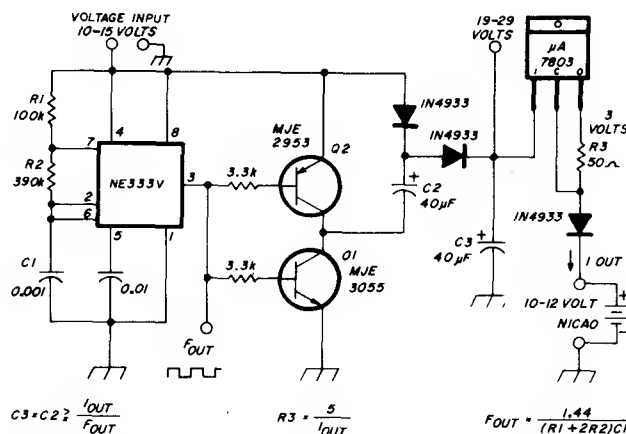 VOLTAGE INPUT
10-15 VOLTS
19-29
VOLTS
μA
7803
I
C
O
R1
100k
7
4
8
1N4933
1N4933
3
VOLTS
R3
50Ω
MJE
2953
Q2
R2
390k
2
6
NE333V
3
3.3k
C2
40μF
5
1
3.3k
Q1
MJE
3055
C3
40μF
1N4933
I OUT
C1
0.001
0.01
FOUT
10-12 VOLT
NICAD
C3=C2≥ IOUT/FOUT
R3 = 5/IOUT
FOUT = 1.44/(R1+2R2)C1